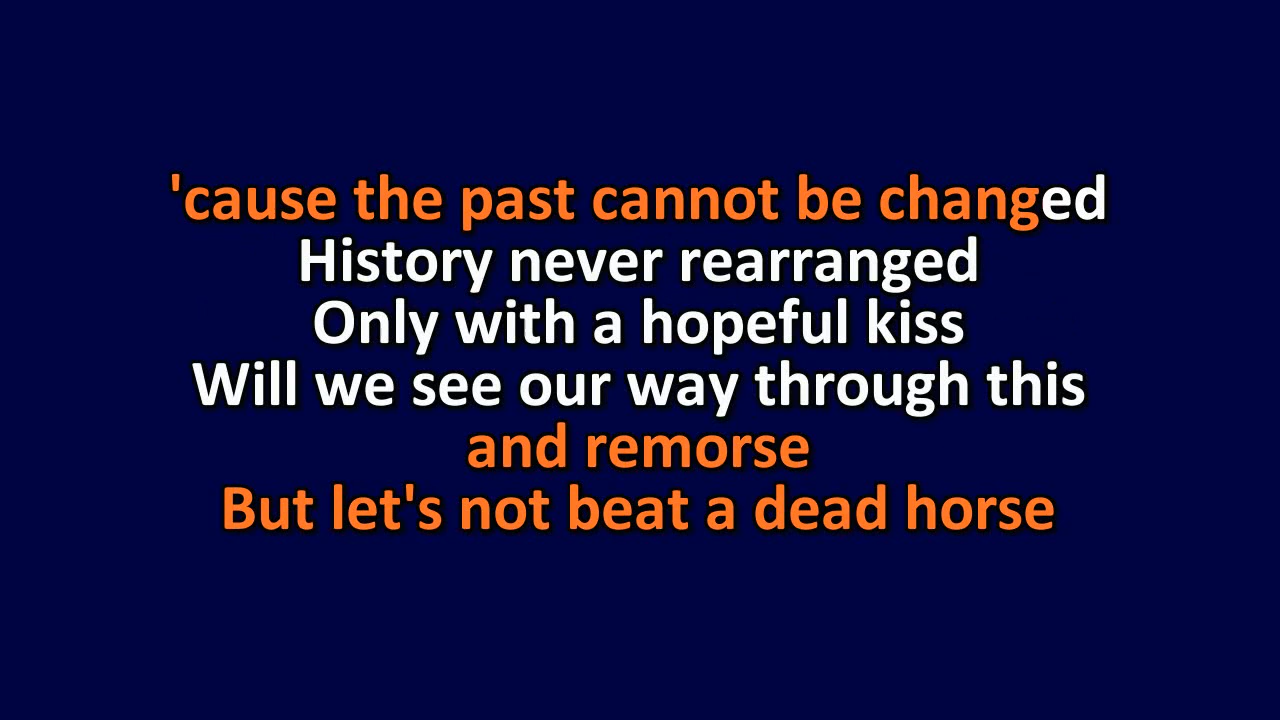 'cause the past cannot be changed
History never rearranged
Only with a hopeful kiss
Will we see our way through this
and remorse
But let's not beat a dead horse